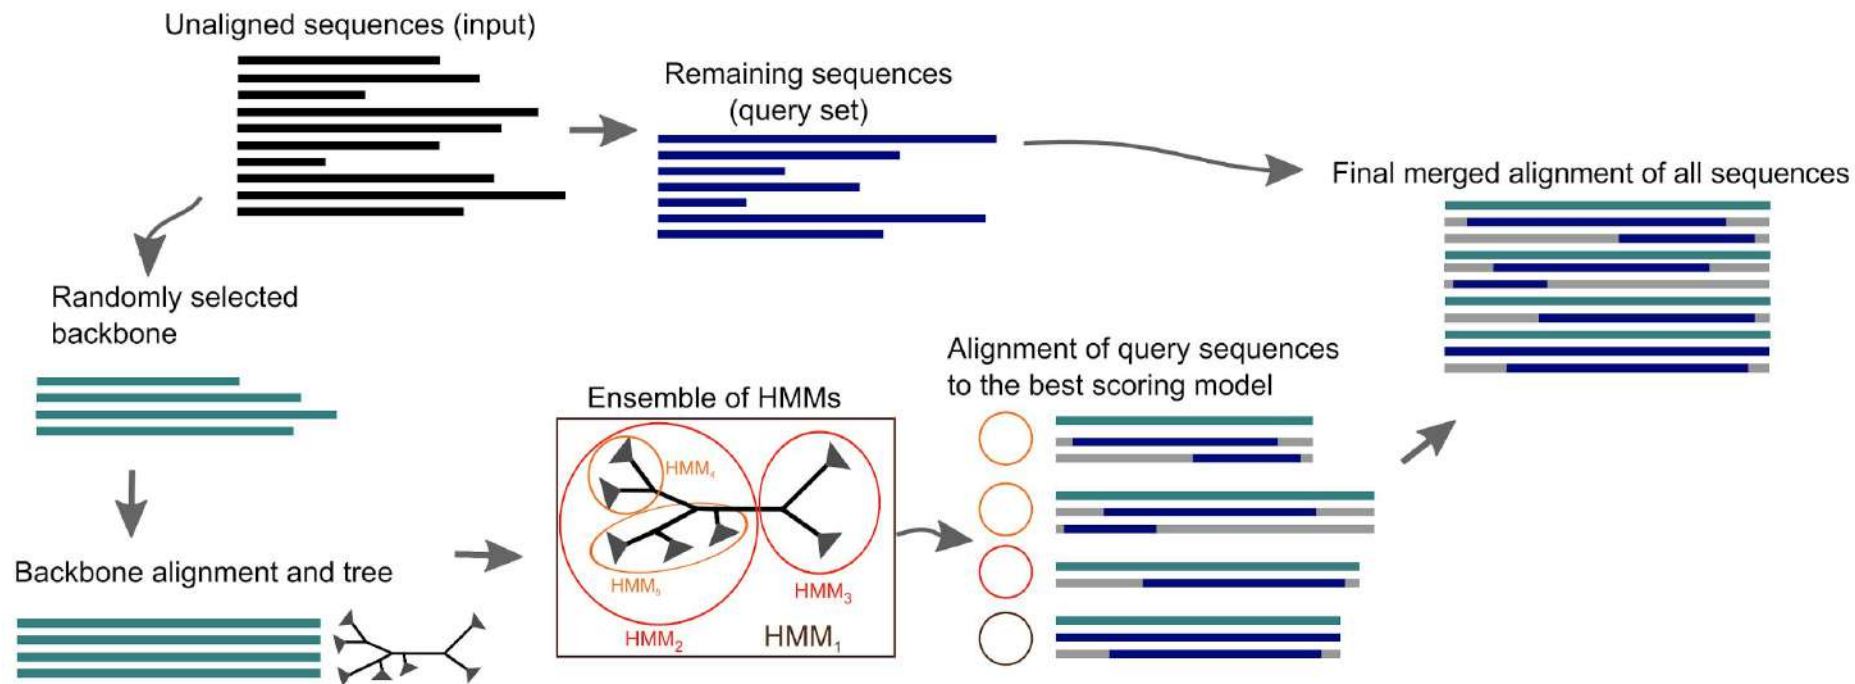 Unaligned sequences (input)
Remaining sequences
(query set)
Final merged alignment of all sequences
Randomly selected
backbone
Alignment of query sequences
to the best scoring model
Ensemble of HMMs
HMM₄
HMM₅
HMM₃
HMM₂
HMM₁
Backbone alignment and tree